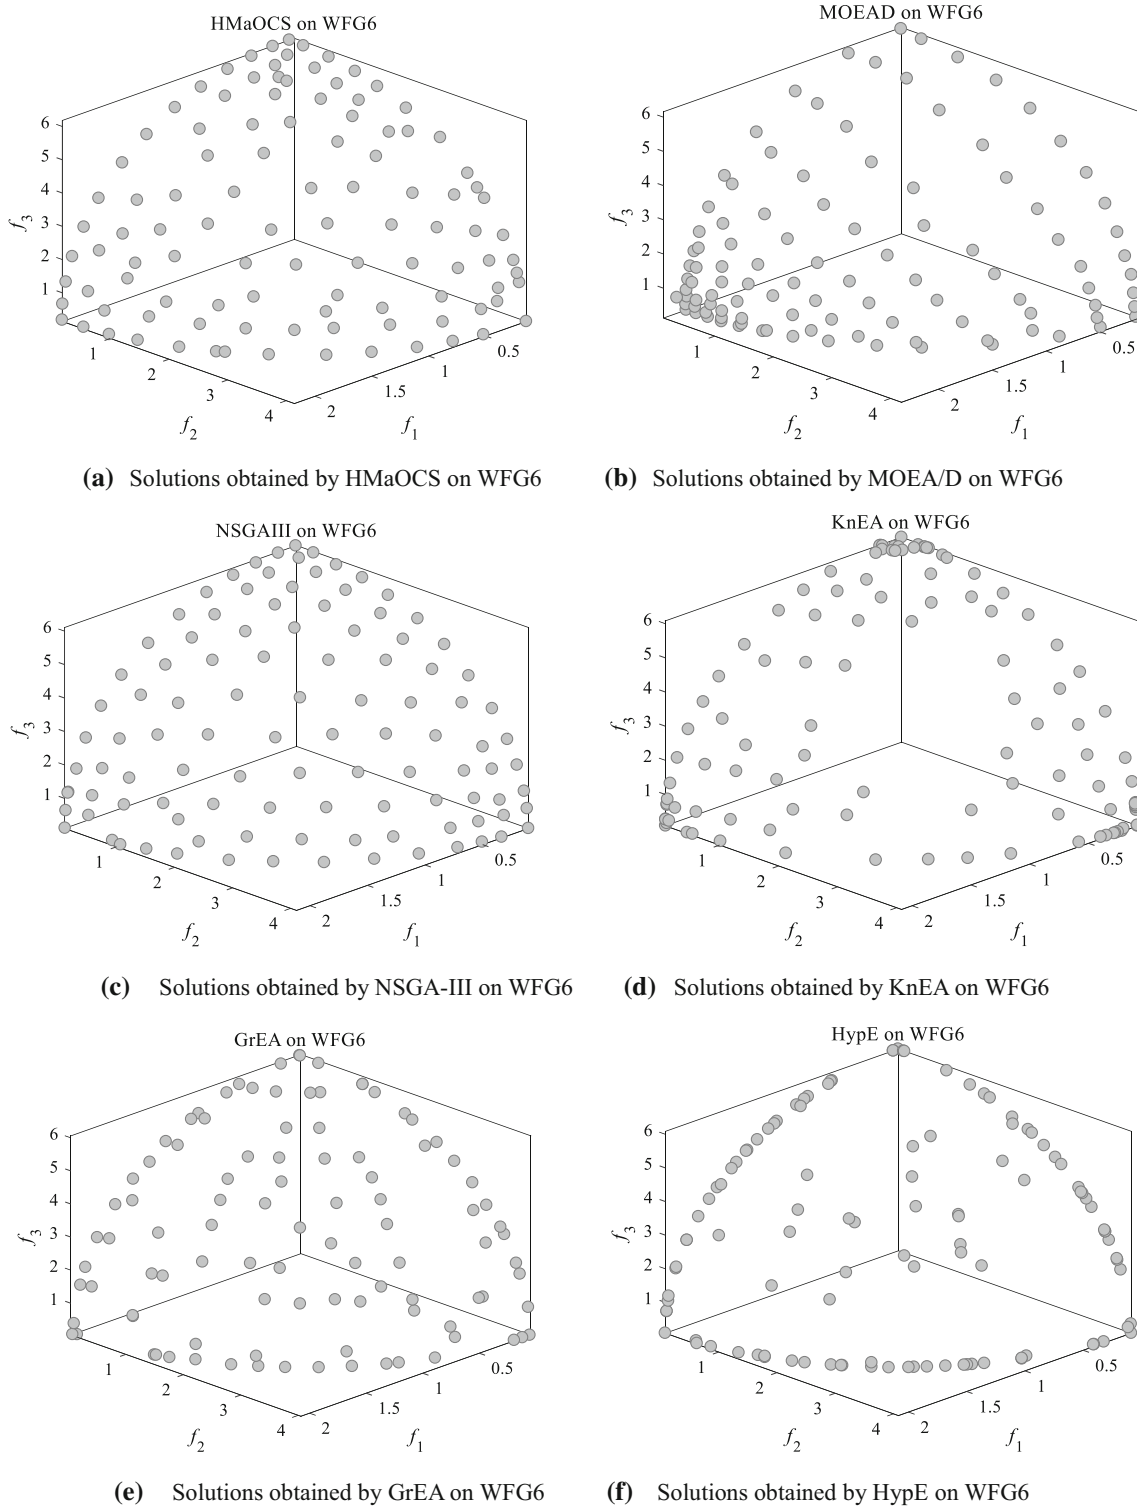 HMaOCS on WFG6
6
5
4
3
2
1
f3
1
2
3
4
f2
2
1.5
1
0.5
f1
MOEAD on WFG6
6
5
4
3
2
1
f3
1
2
3
4
f2
2
1.5
1
0.5
f1
(a) Solutions obtained by HMaOCS on WFG6
(b) Solutions obtained by MOEA/D on WFG6
NSGAIII on WFG6
6
5
4
3
2
1
f3
1
2
3
4
f2
2
1.5
1
0.5
f1
KnEA on WFG6
6
5
4
3
2
1
f3
1
2
3
4
f2
2
1.5
1
0.5
f1
(c) Solutions obtained by NSGA-III on WFG6
(d) Solutions obtained by KnEA on WFG6
GrEA on WFG6
6
5
4
3
2
1
f3
1
2
3
4
f2
2
1.5
1
0.5
f1
HypE on WFG6
6
5
4
3
2
1
f3
1
2
3
4
f2
2
1.5
1
0.5
f1
(e) Solutions obtained by GrEA on WFG6
(f) Solutions obtained by HypE on WFG6